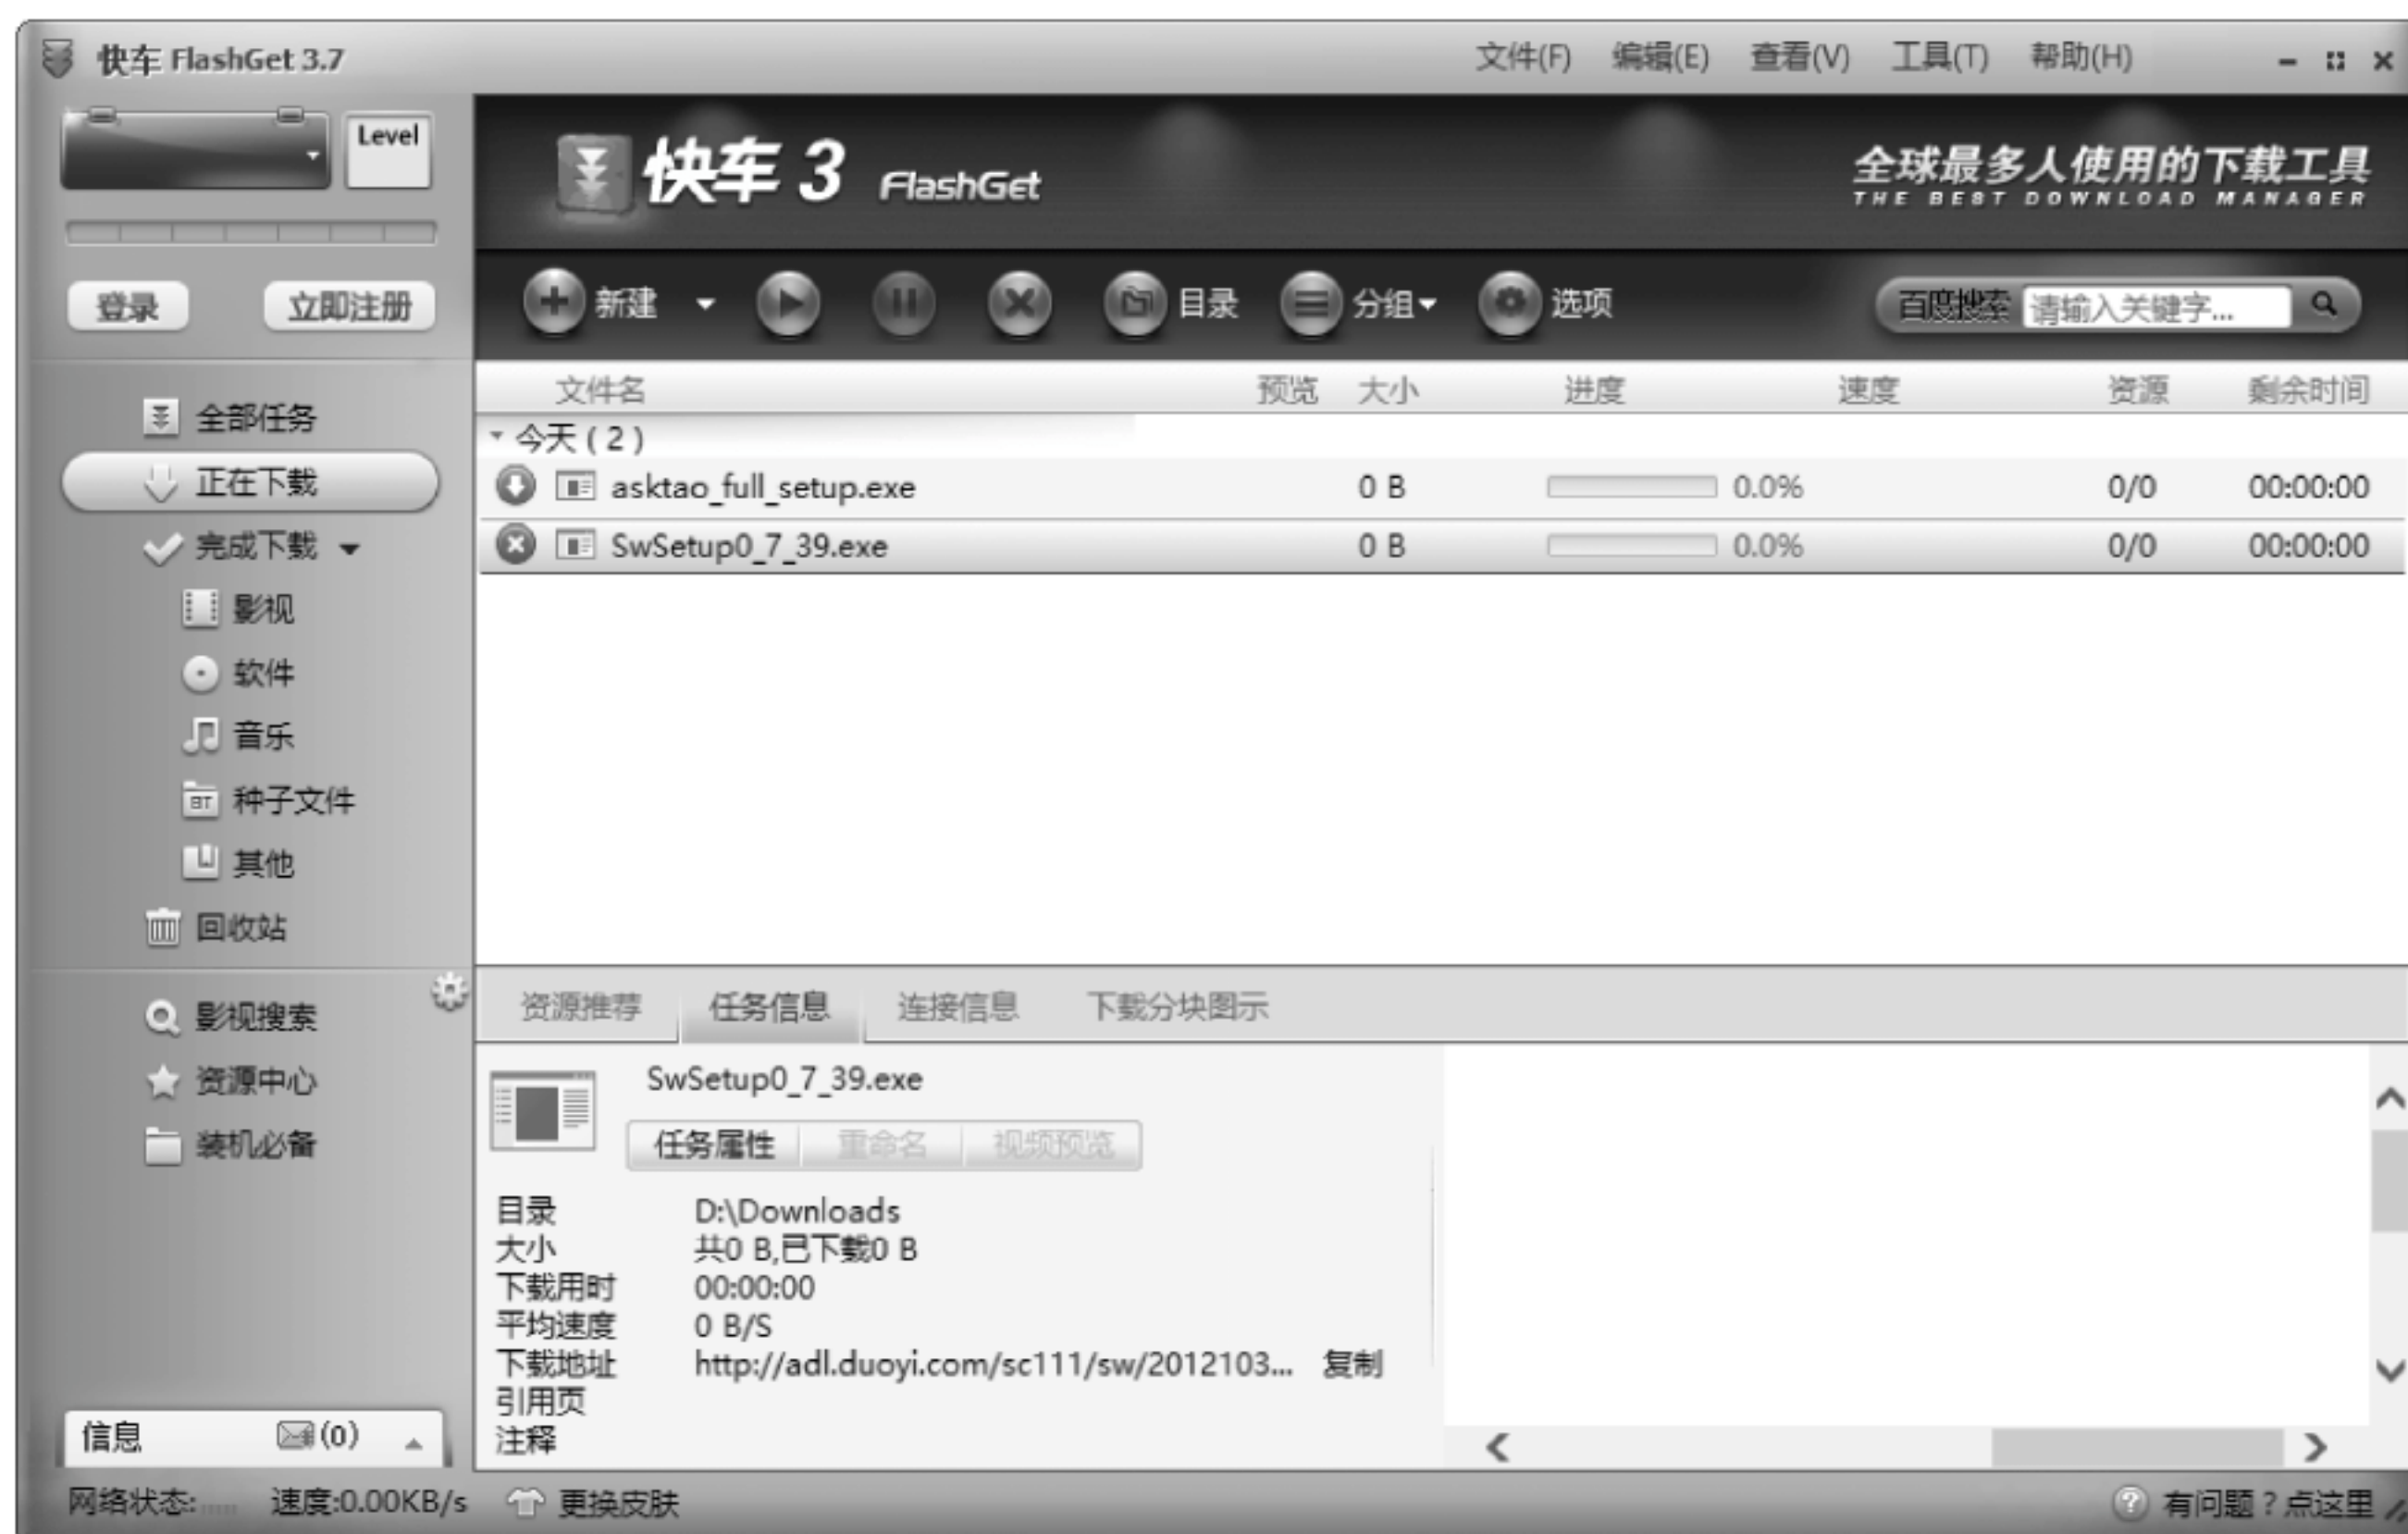 快车 FlashGet 3.7
文件(F) 编辑(E) 查看(V) 工具(T) 帮助(H)
Level
登录 立即注册
快车 3 FlashGet
全球最多人使用的下载工具
THE BEST DOWNLOAD MANAGER
新建 目录 分组 选项
百度搜索 请输入关键字...
全部任务
正在下载
完成下载
影视
软件
音乐
BT 种子文件
其他
回收站
影视搜索
资源中心
装机必备
文件名 预览 大小 进度 速度 资源 剩余时间
今天 ( 2 )
asktao_full_setup.exe 0 B 0.0% 0/0 00:00:00
SwSetup0_7_39.exe 0 B 0.0% 0/0 00:00:00
资源推荐 任务信息 连接信息 下载分块图示
SwSetup0_7_39.exe
任务属性 重命名 视频预览
目录 D:\Downloads
大小 共0 B,已下载0 B
下载用时 00:00:00
平均速度 0 B/S
下载地址 http://adl.duoyi.com/sc111/sw/2012103... 复制
引用页
注释
信息 (0)
网络状态:..... 速度:0.00KB/s 更换皮肤 有问题？点这里